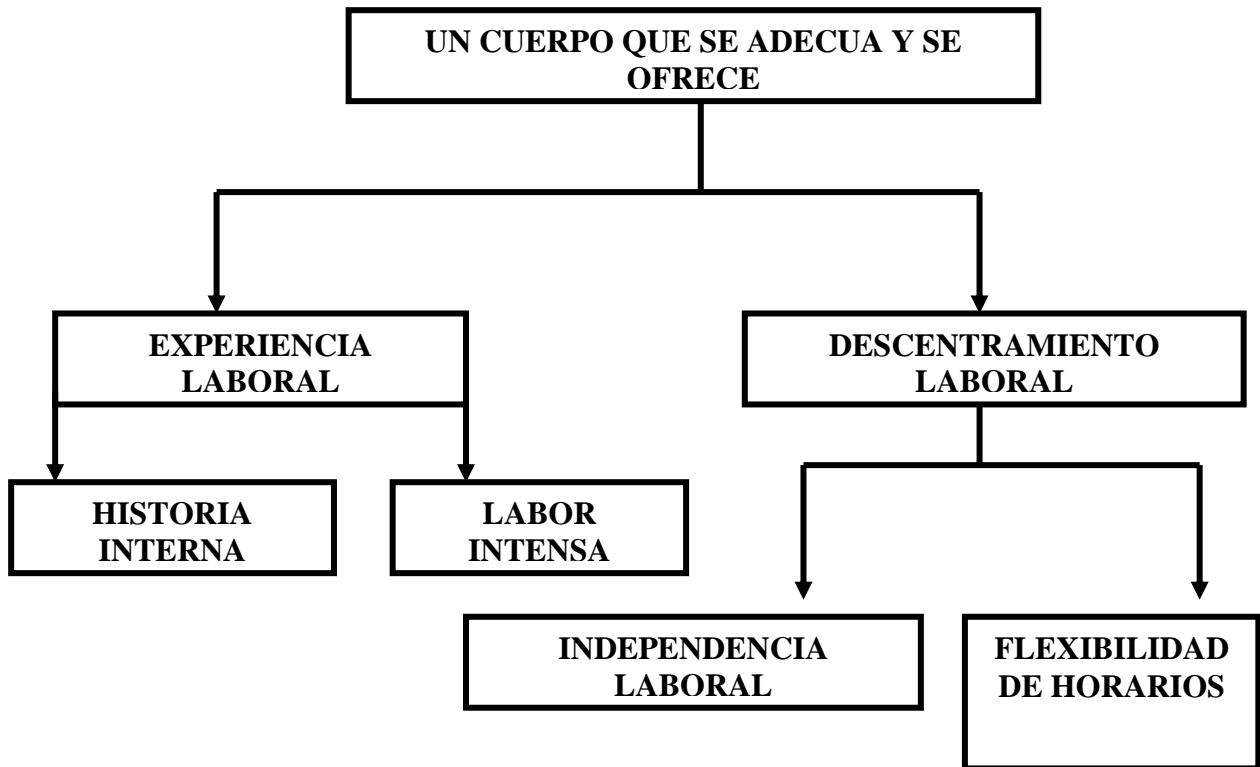 UN CUERPO QUE SE ADECUA Y SE
OFRECE
EXPERIENCIA
LABORAL
DESCENTRAMIENTO
LABORAL
HISTORIA
INTERNA
LABOR
INTENSA
INDEPENDENCIA
LABORAL
FLEXIBILIDAD
DE HORARIOS